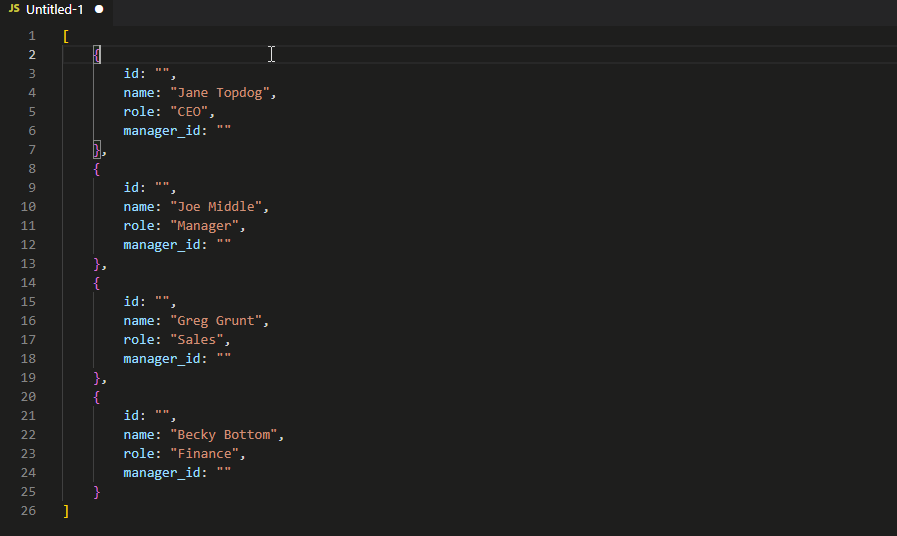 JS Untitled-1
1 [
2 {
3 id: "",
4 name: "Jane Topdog",
5 role: "CEO",
6 manager_id: ""
7 },
8 {
9 id: "",
10 name: "Joe Middle",
11 role: "Manager",
12 manager_id: ""
13 },
14 {
15 id: "",
16 name: "Greg Grunt",
17 role: "Sales",
18 manager_id: ""
19 },
20 {
21 id: "",
22 name: "Becky Bottom",
23 role: "Finance",
24 manager_id: ""
25 }
26 ]